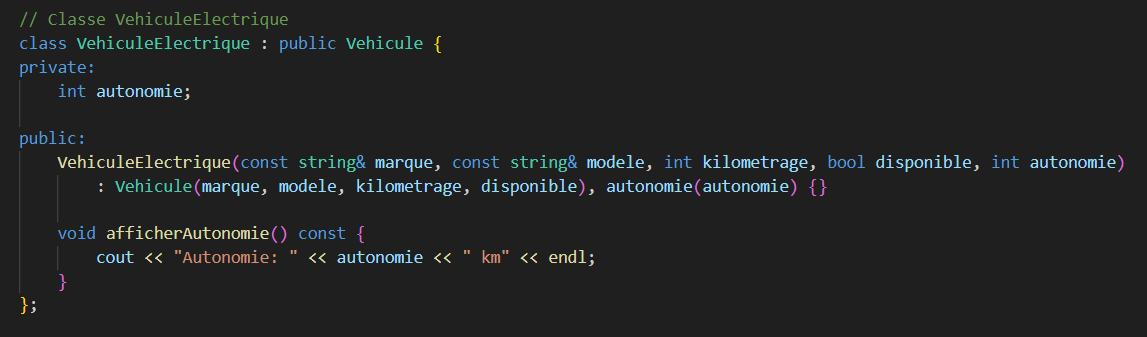 // Classe VehiculeElectrique
class VehiculeElectrique : public Vehicule {
private:
    int autonomie;

public:
    VehiculeElectrique(const string& marque, const string& modele, int kilometrage, bool disponible, int autonomie)
        : Vehicule(marque, modele, kilometrage, disponible), autonomie(autonomie) {}

    void afficherAutonomie() const {
        cout << "Autonomie: " << autonomie << " km" << endl;
    }
};